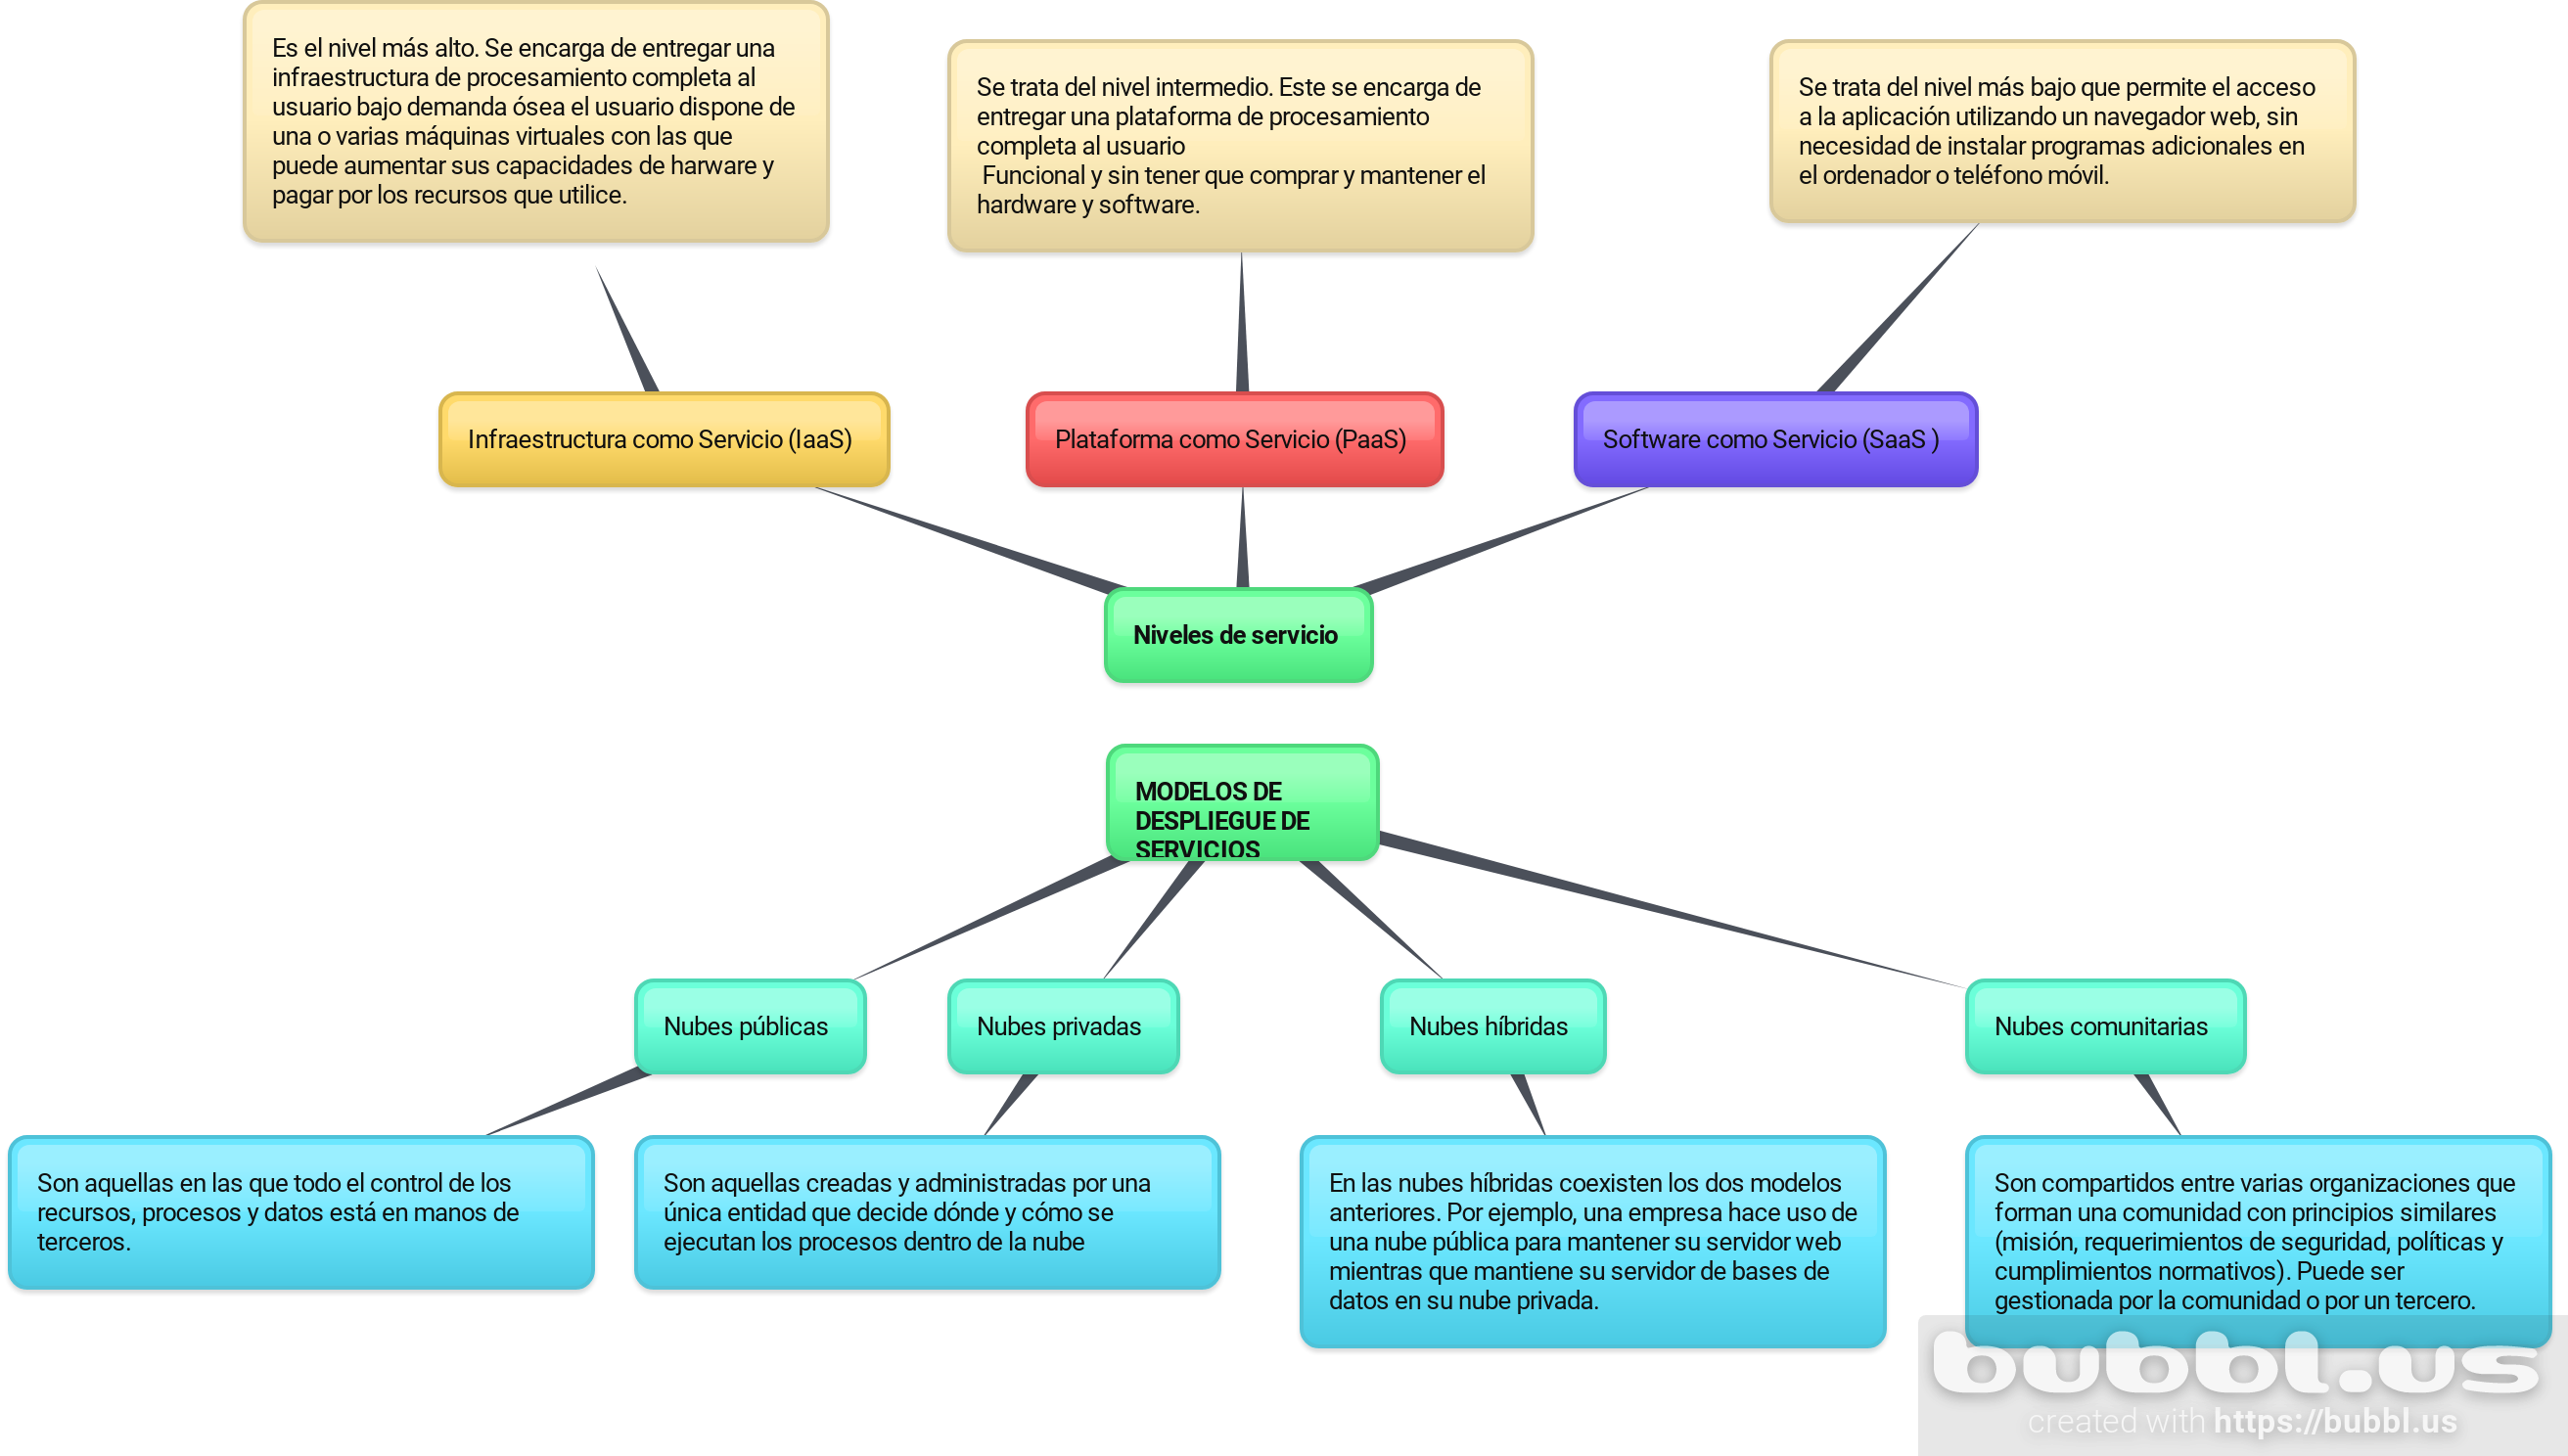 Es el nivel más alto. Se encarga de entregar una
infraestructura de procesamiento completa al
usuario bajo demanda ósea el usuario dispone de
una o varias máquinas virtuales con las que
puede aumentar sus capacidades de harware y
pagar por los recursos que utilice.
Se trata del nivel intermedio. Este se encarga de
entregar una plataforma de procesamiento
completa al usuario
Funcional y sin tener que comprar y mantener el
hardware y software.
Se trata del nivel más bajo que permite el acceso
a la aplicación utilizando un navegador web, sin
necesidad de instalar programas adicionales en
el ordenador o teléfono móvil.
Infraestructura como Servicio (IaaS)
Plataforma como Servicio (PaaS)
Software como Servicio (SaaS )
Niveles de servicio
MODELOS DE
DESPLIEGUE DE
SERVICIOS
Nubes públicas
Nubes privadas
Nubes híbridas
Nubes comunitarias
Son aquellas en las que todo el control de los
recursos, procesos y datos está en manos de
terceros.
Son aquellas creadas y administradas por una
única entidad que decide dónde y cómo se
ejecutan los procesos dentro de la nube
En las nubes híbridas coexisten los dos modelos
anteriores. Por ejemplo, una empresa hace uso de
una nube pública para mantener su servidor web
mientras que mantiene su servidor de bases de
datos en su nube privada.
Son compartidos entre varias organizaciones que
forman una comunidad con principios similares
(misión, requerimientos de seguridad, políticas y
cumplimientos normativos). Puede ser
gestionada por la comunidad o por un tercero.
bubbl.us
created with https://bubbl.us